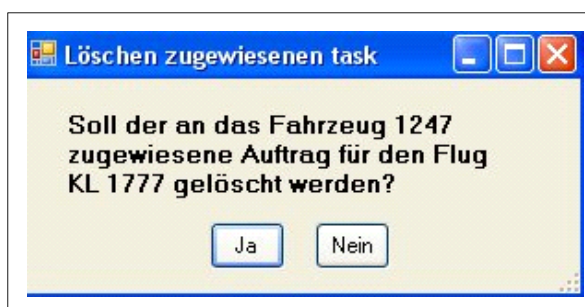 Löschen zugewiesenen task
Soll der an das Fahrzeug 1247
zugewiesene Auftrag für den Flug
KL 1777 gelöscht werden?
Ja Nein